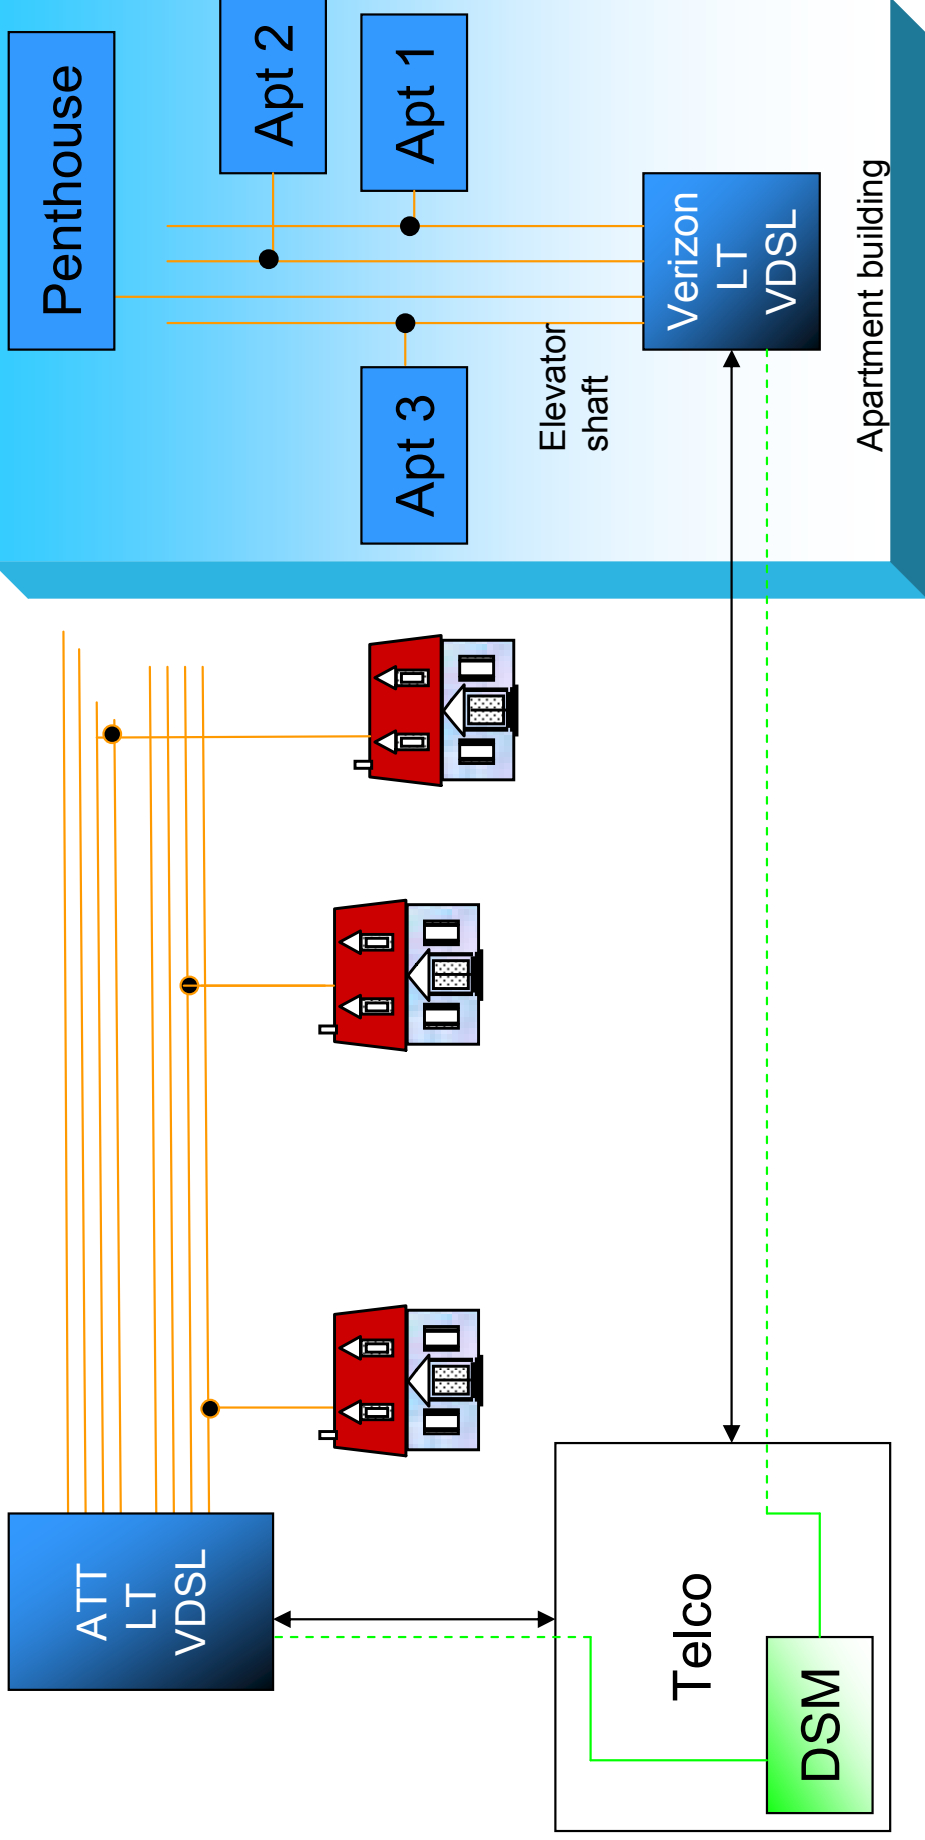 ATT
LT
VDSL
Telco
DSM
Penthouse
Apt 2
Apt 1
Apt 3
Elevator
shaft
Verizon
LT
VDSL
Apartment building